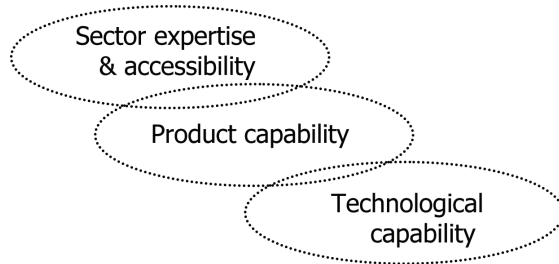 Sector expertise
& accessibility
Product capability
Technological
capability